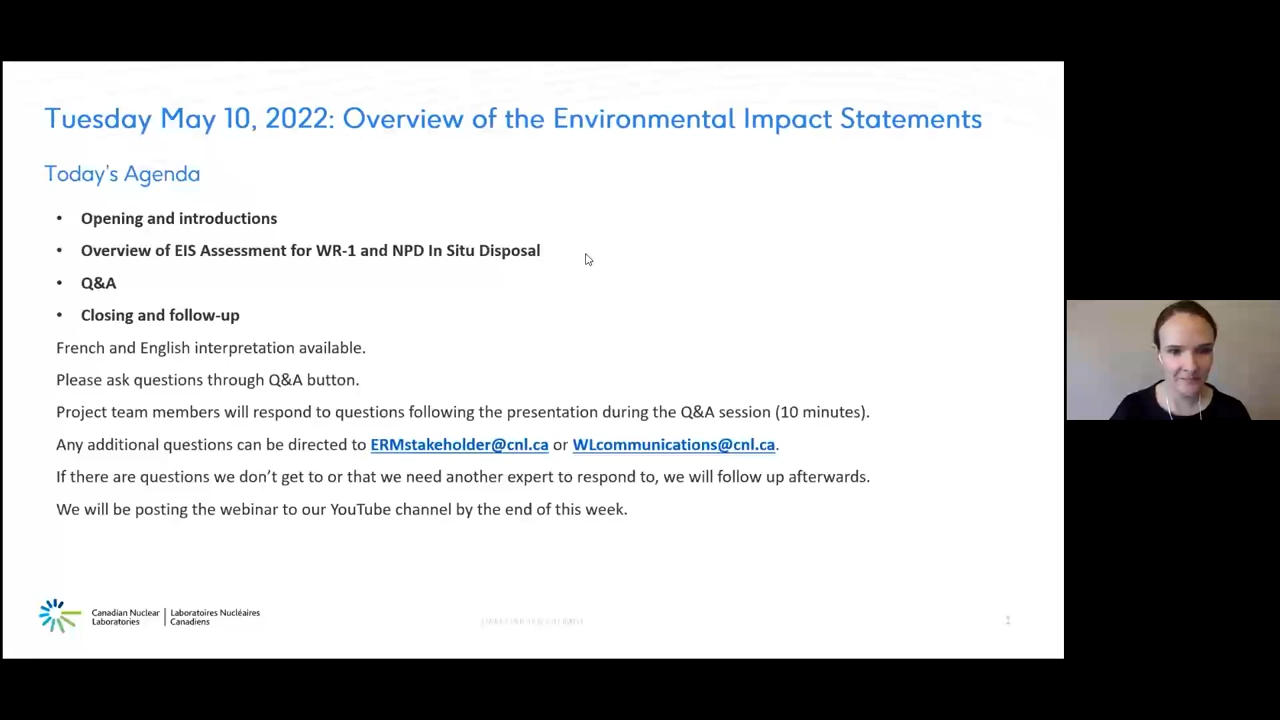 Tuesday May 10, 2022: Overview of the Environmental Impact Statements
Today's Agenda
• Opening and introductions
• Overview of EIS Assessment for WR-1 and NPD In Situ Disposal
• Q&A
• Closing and follow-up
French and English interpretation available.
Please ask questions through Q&A button.
Project team members will respond to questions following the presentation during the Q&A session (10 minutes).
Any additional questions can be directed to ERMstakeholder@cnl.ca or WLcommunications@cnl.ca.
If there are questions we don't get to or that we need another expert to respond to, we will follow up afterwards.
We will be posting the webinar to our YouTube channel by the end of this week.
Canadian Nuclear | Laboratoires Nucléaires
Laboratories | Canadiens